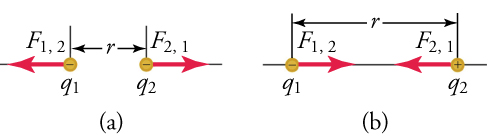 F1, 2 r F2, 1
− −
q1 q2
(a)
r
F1, 2 F2, 1
− +
q1 q2
(b)